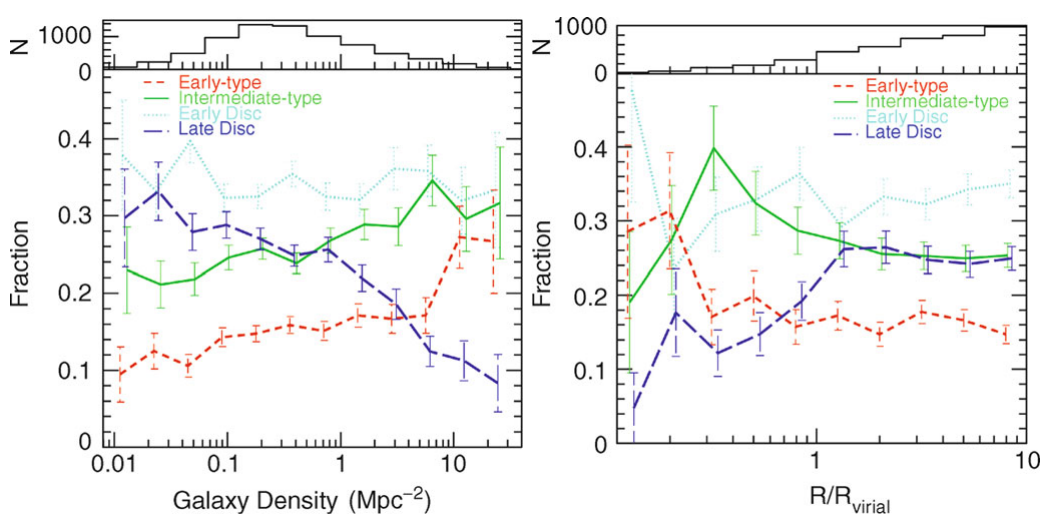 N
1000
0
Early-type
Intermediate-type
Early Disc
Late Disc
Fraction
0.4
0.3
0.2
0.1
0
0.01
0.1
1
10
Galaxy Density (Mpc−2)
N
1000
0
Early-type
Intermediate-type
Early Disc
Late Disc
Fraction
0.4
0.3
0.2
0.1
0
1
10
R/Rvirial